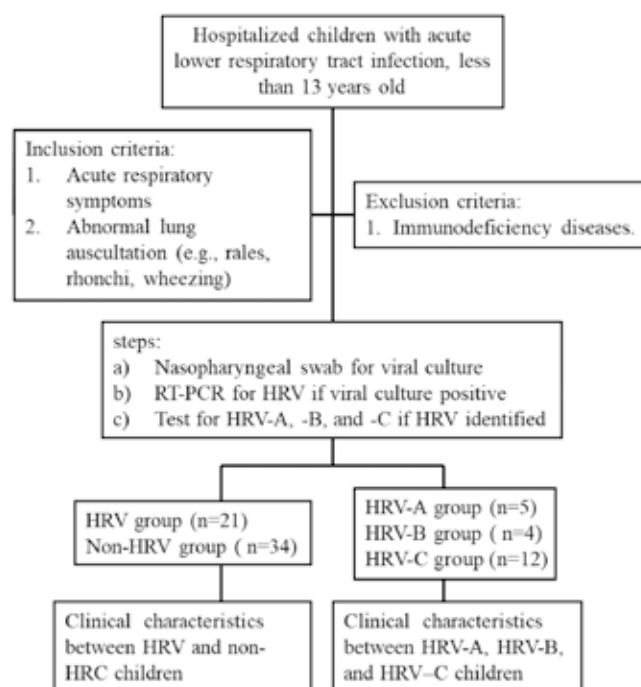 Hospitalized children with acute
lower respiratory tract infection, less
than 13 years old
Inclusion criteria:
1. Acute respiratory
symptoms
2. Abnormal lung
auscultation (e.g., rales,
rhonchi, wheezing)
Exclusion criteria:
1. Immunodeficiency diseases.
steps:
a) Nasopharyngeal swab for viral culture
b) RT-PCR for HRV if viral culture positive
c) Test for HRV-A, -B, and -C if HRV identified
HRV group (n=21)
Non-HRV group ( n=34)
HRV-A group (n=5)
HRV-B group ( n=4)
HRV-C group (n=12)
Clinical characteristics
between HRV and non-
HRC children
Clinical characteristics
between HRV-A, HRV-B,
and HRV–C children